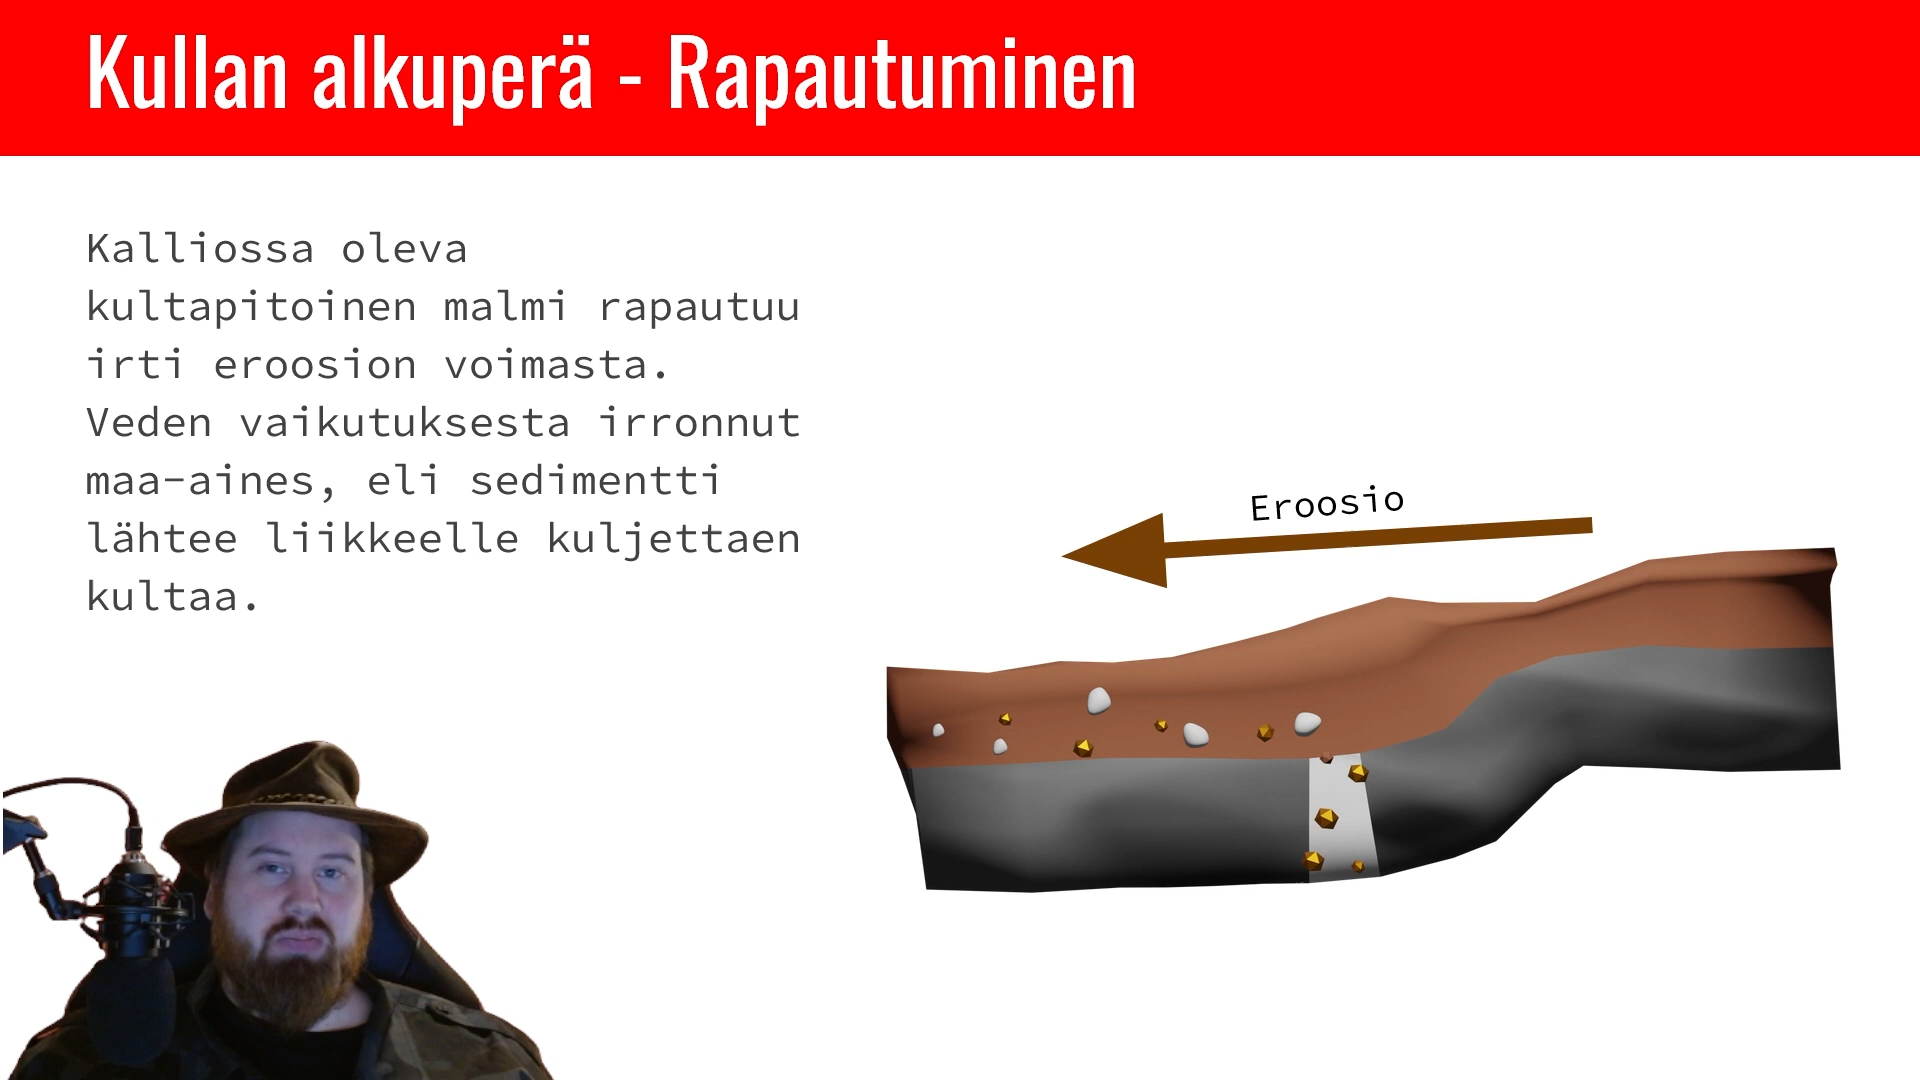 Kullan alkuperä - Rapautuminen
Kalliossa oleva
kultapitoinen malmi rapautuu
irti eroosion voimasta.
Veden vaikutuksesta irronnut
maa-aines, eli sedimentti
lähtee liikkeelle kuljettaen
kultaa.
Eroosio